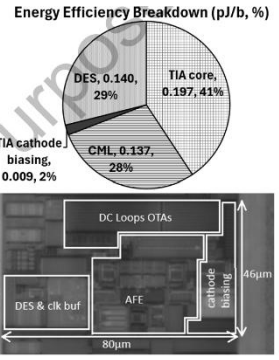 Energy Efficiency Breakdown (pJ/b, %)
DES, 0.140,
29%
TIA core,
0.197, 41%
TIA cathode
biasing,
0.009, 2%
CML, 0.137,
28%
DC Loops OTAs
46µm
cathode
biasing
DES & clk buf
AFE
80µm